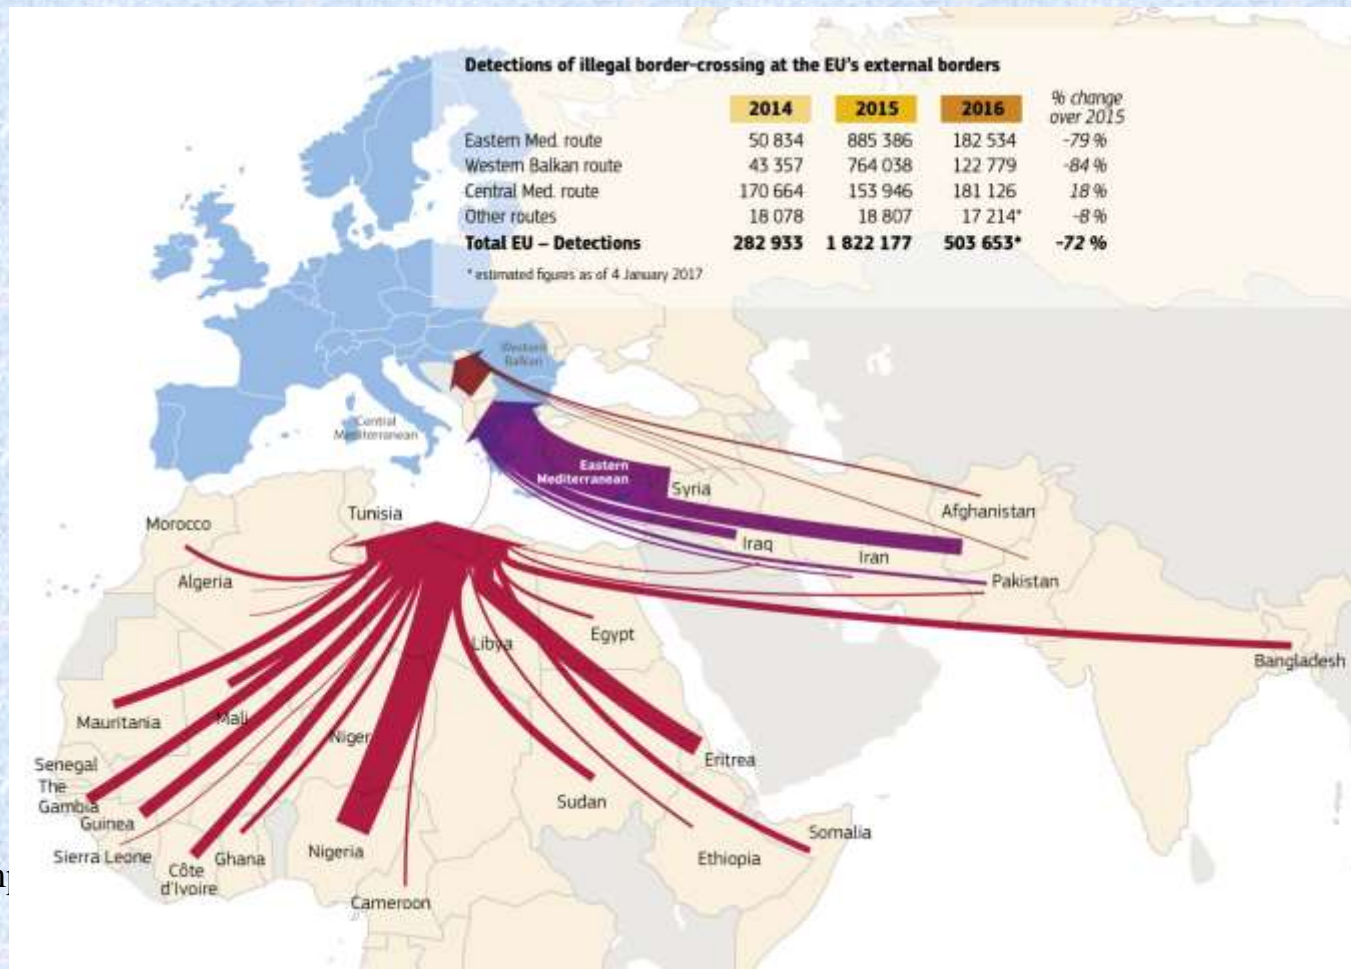 Detections of illegal border-crossing at the EU's external borders
2014 2015 2016 % change
over 2015
Eastern Med. route 50 834 885 386 182 534 -79 %
Western Balkan route 43 357 764 038 122 779 -84 %
Central Med. route 170 664 153 946 181 126 18 %
Other routes 18 078 18 807 17 214* -8 %
Total EU – Detections 282 933 1 822 177 503 653* -72 %
* estimated figures as of 4 January 2017
Western
Balkan
Central
Mediterranean
Eastern
Mediterranean
Syria
Afghanistan
Tunisia
Morocco
Iraq
Iran
Algeria
Pakistan
Egypt
Libya
Bangladesh
Mauritania
Mali
Niger
Eritrea
Senegal
The
Gambia
Guinea
Sudan
Somalia
Sierra Leone
Côte
d'Ivoire
Ghana
Nigeria
Ethiopia
Cameroon